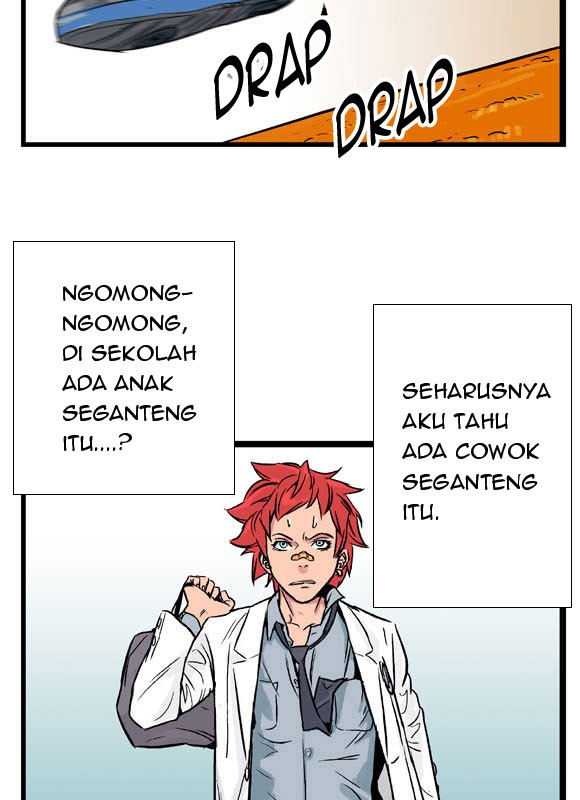 DRAP
DRAP
NGOMONG-
NGOMONG,
DI SEKOLAH
ADA ANAK
SEGANTENG
ITU....?
SEHARUSNYA
AKU TAHU
ADA COWOK
SEGANTENG
ITU.